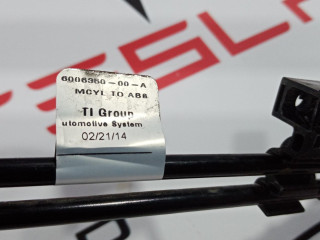 6006350-00-A
MCYL TO ABS
TI Group
utomotive System
02/21/14